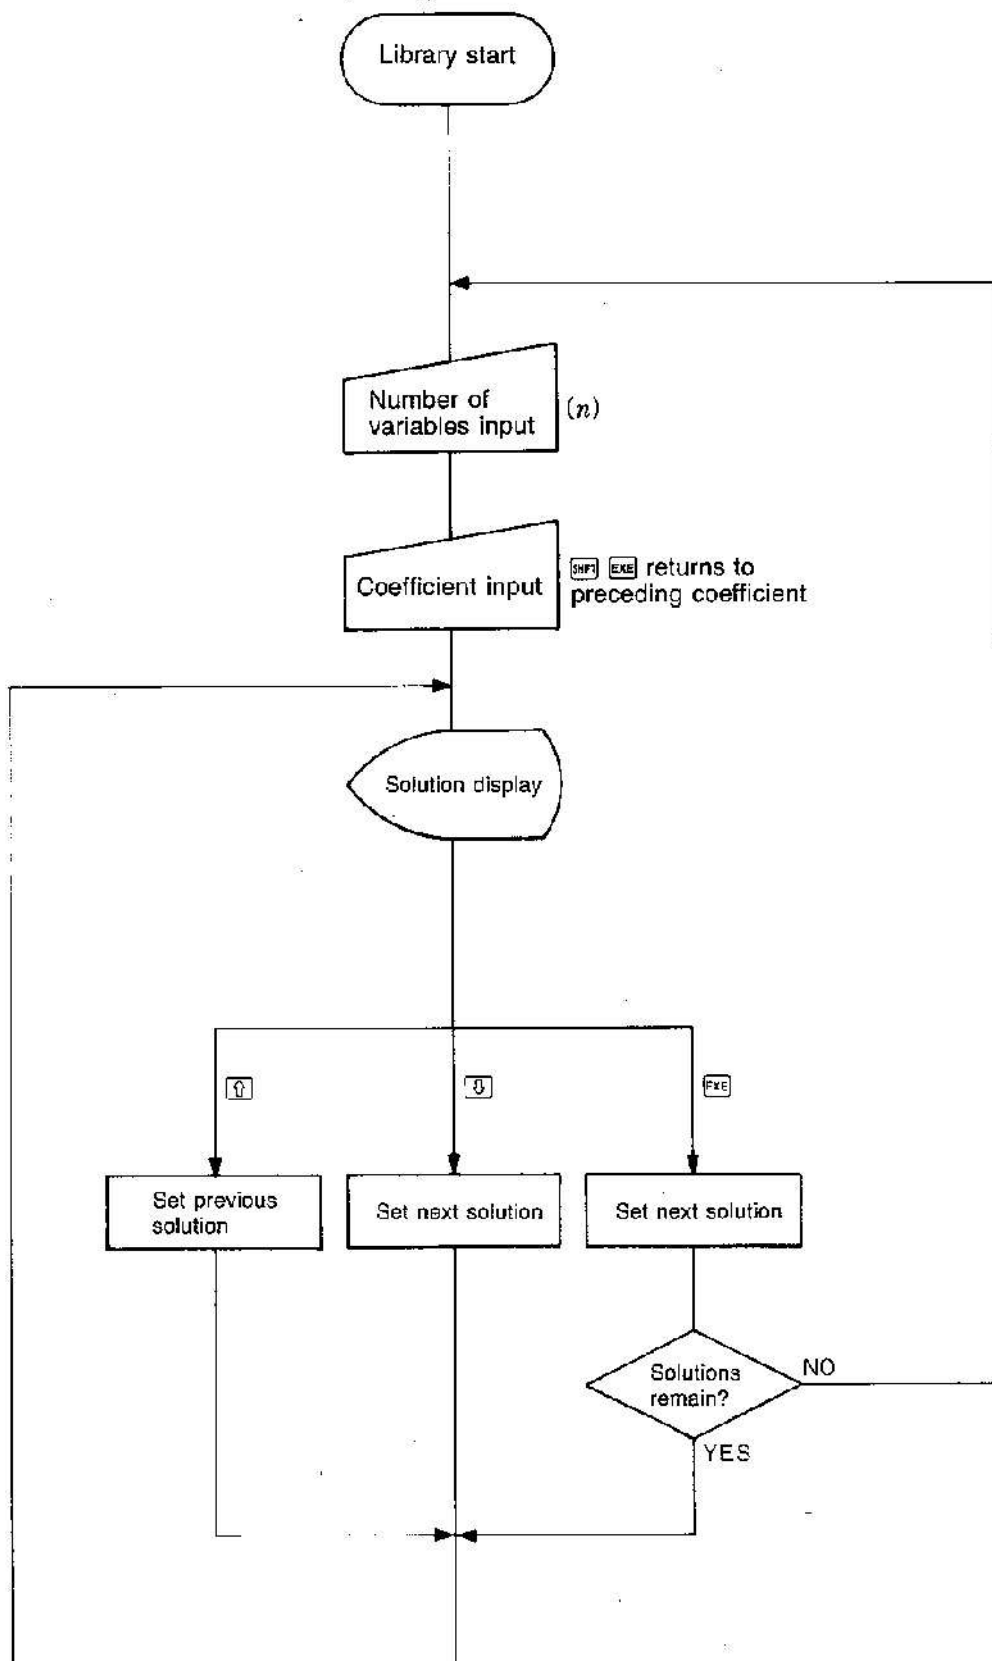 Library start
Number of
variables input
(n)
Coefficient input
SHIFT EXE returns to
preceding coefficient
Solution display
⇧
⇩
EXE
Set previous
solution
Set next solution
Set next solution
Solutions
remain?
NO
YES